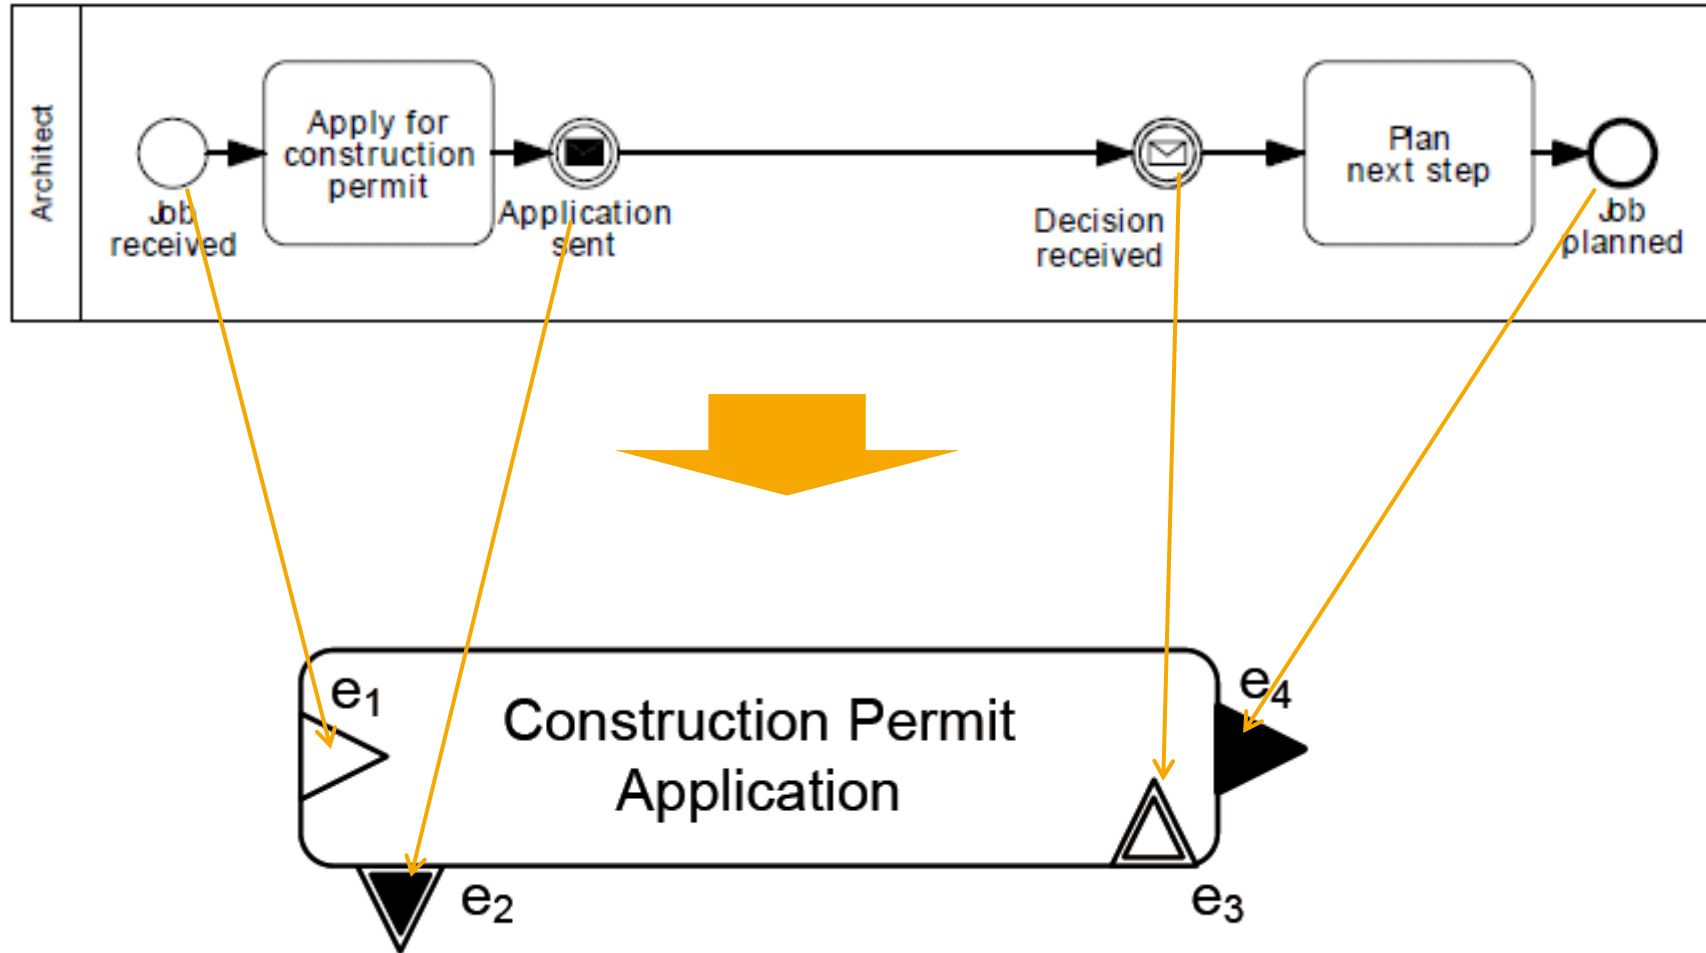 Architect
Job
received
Apply for
construction
permit
Application
sent
Decision
received
Plan
next step
Job
planned
e1
Construction Permit
Application
e4
e2
e3